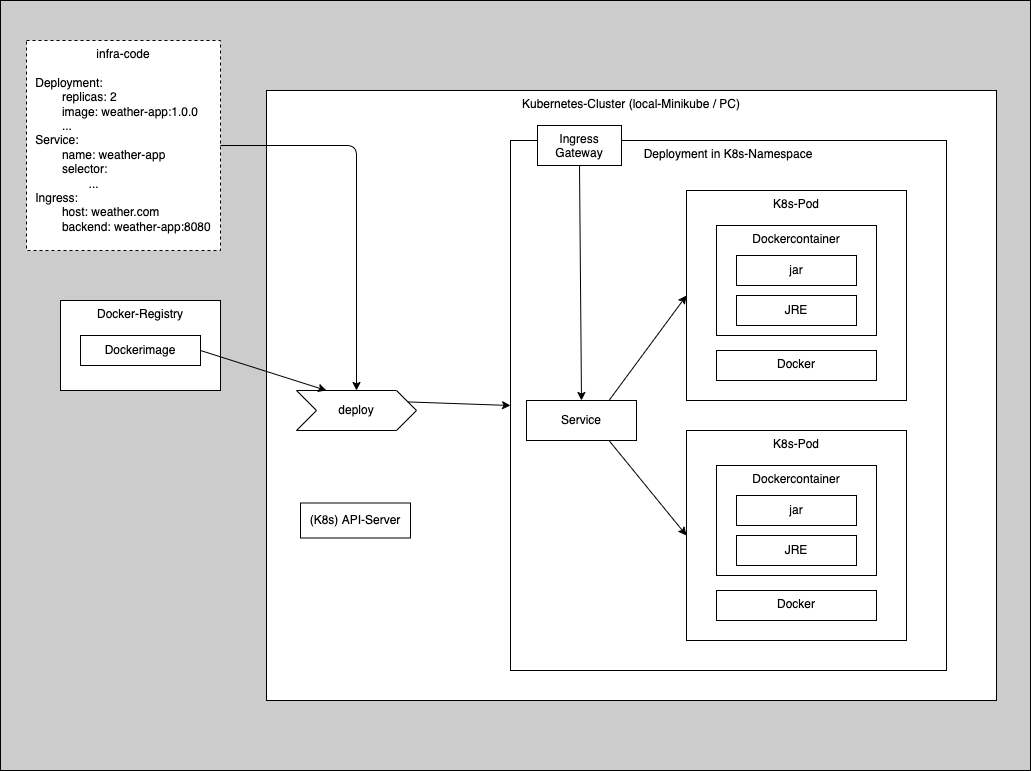 infra-code
Deployment:
replicas: 2
image: weather-app:1.0.0
...
Service:
name: weather-app
selector:
...
Ingress:
host: weather.com
backend: weather-app:8080
Docker-Registry
Dockerimage
Kubernetes-Cluster (local-Minikube / PC)
deploy
(K8s) API-Server
Ingress
Gateway
Deployment in K8s-Namespace
Service
K8s-Pod
Dockercontainer
jar
JRE
Docker
K8s-Pod
Dockercontainer
jar
JRE
Docker